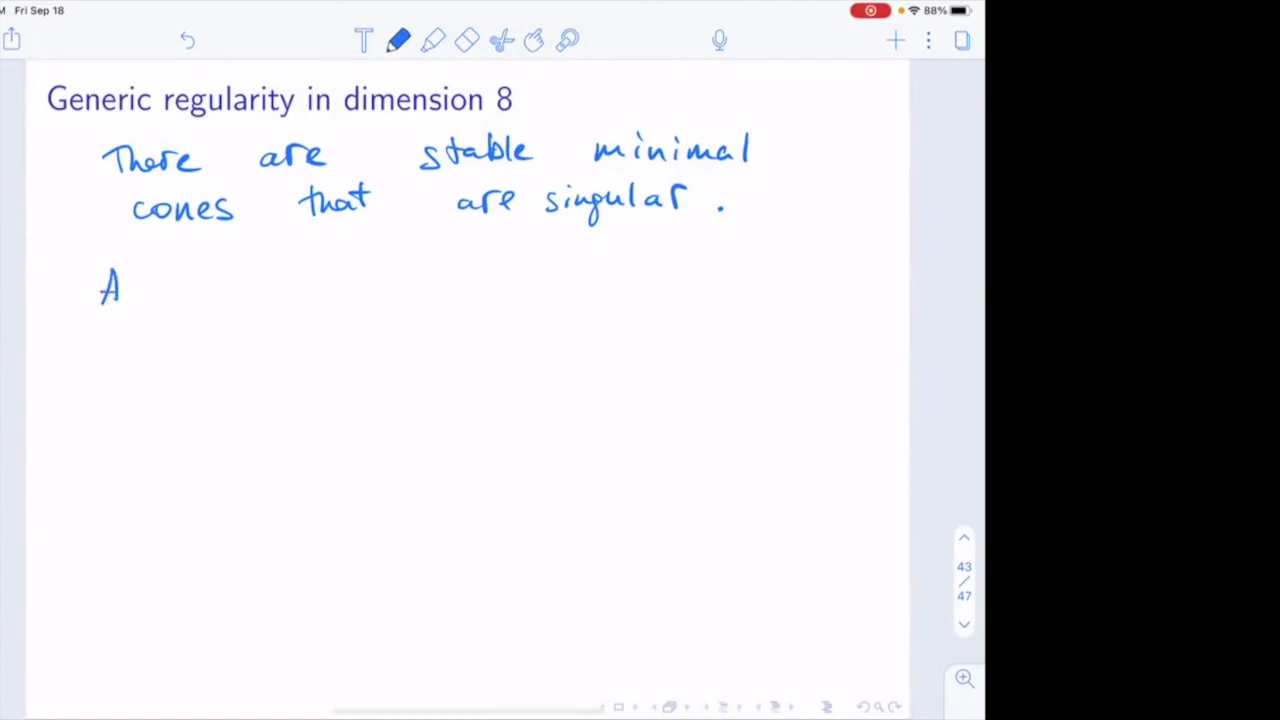 Fri Sep 18
88%
Generic regularity in dimension 8
There are stable minimal
cones that are singular.
A
43
/
47